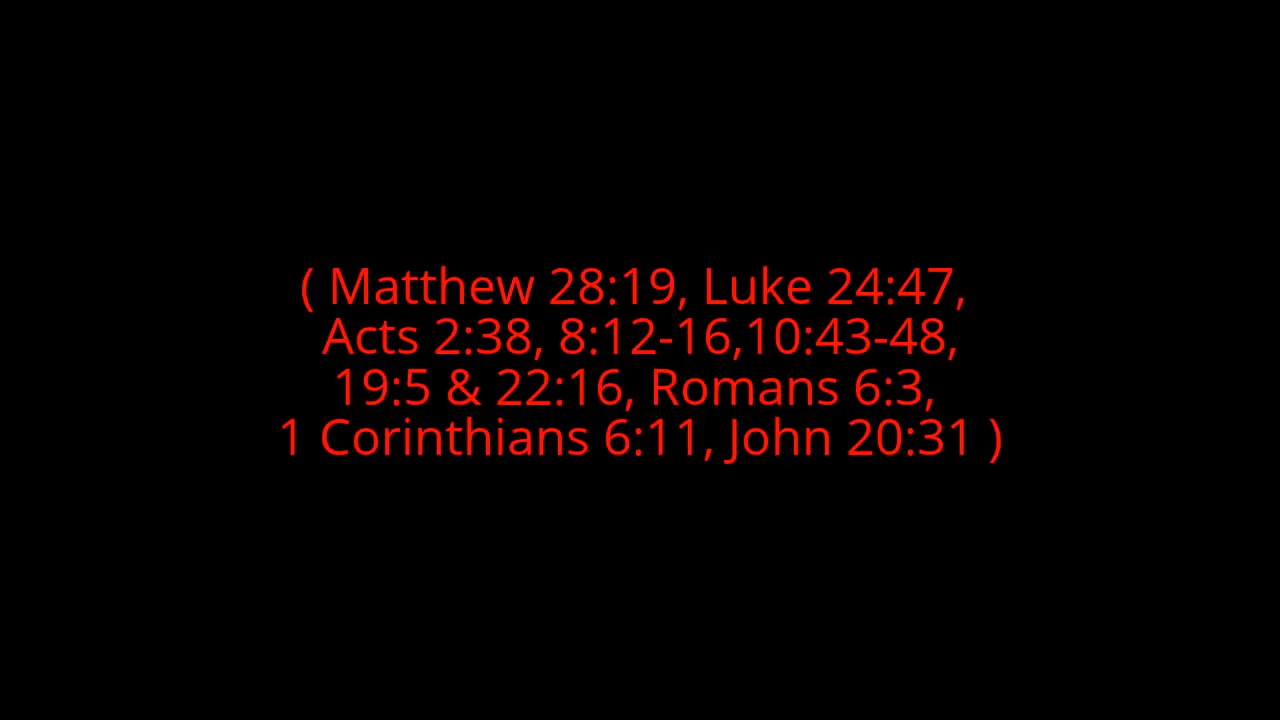 ( Matthew 28:19, Luke 24:47,
Acts 2:38, 8:12-16,10:43-48,
19:5 & 22:16, Romans 6:3,
1 Corinthians 6:11, John 20:31 )